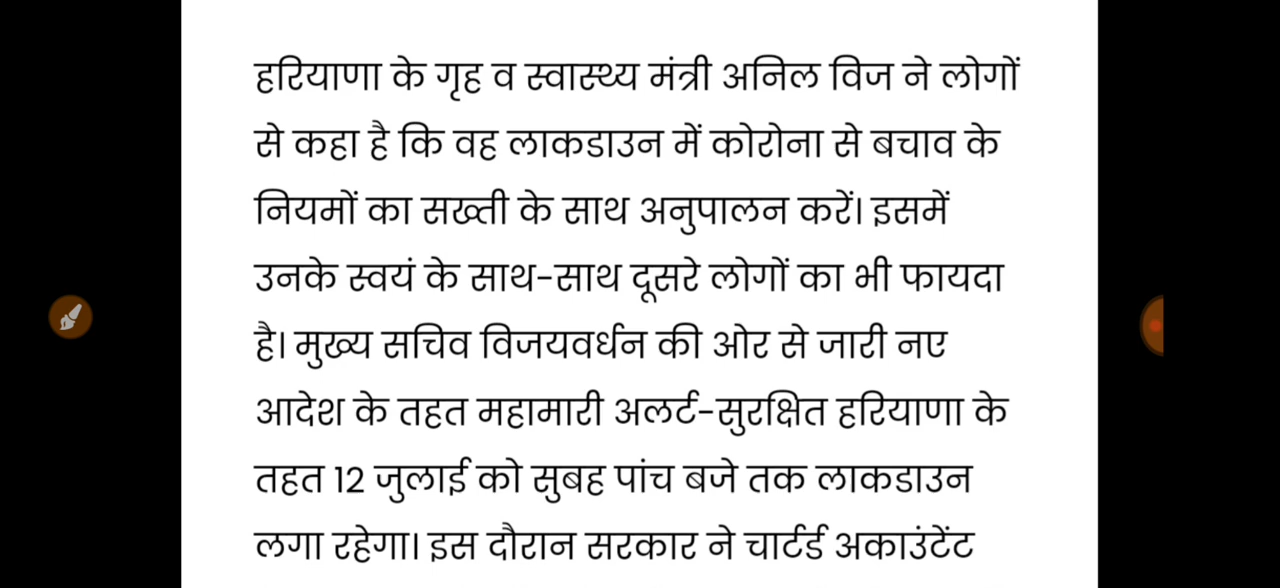 हरियाणा के गृह व स्वास्थ्य मंत्री अनिल विज ने लोगों
से कहा है कि वह लाकडाउन में कोरोना से बचाव के
नियमों का सख्ती के साथ अनुपालन करें। इसमें
उनके स्वयं के साथ-साथ दूसरे लोगों का भी फायदा
है। मुख्य सचिव विजयवर्धन की ओर से जारी नए
आदेश के तहत महामारी अलर्ट-सुरक्षित हरियाणा के
तहत 12 जुलाई को सुबह पांच बजे तक लाकडाउन
लगा रहेगा। इस दौरान सरकार ने चार्टर्ड अकाउंटेंट